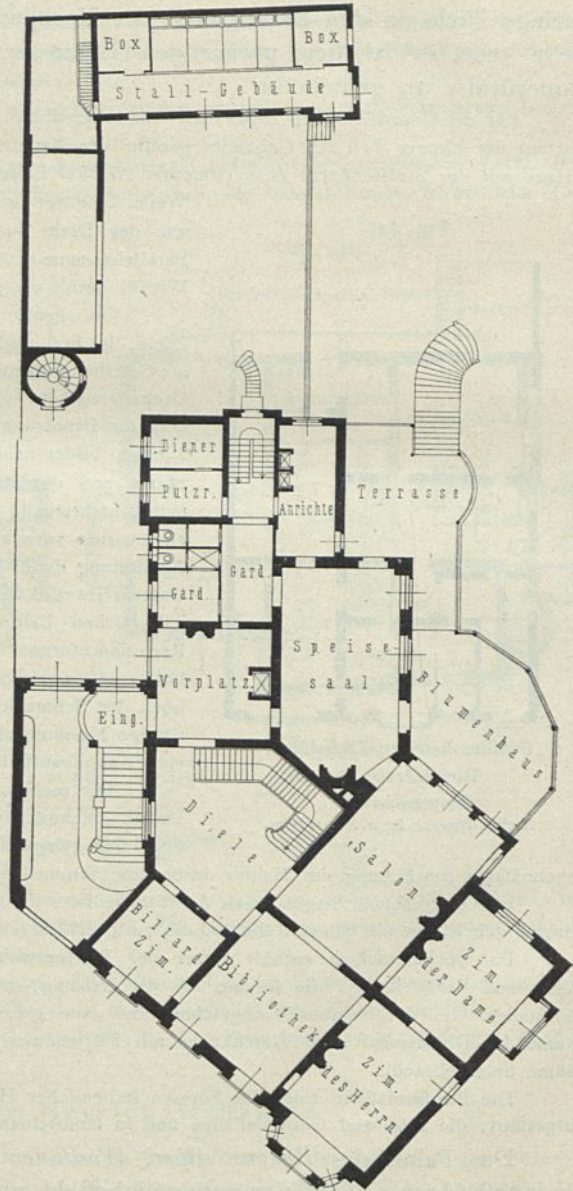 Box
Box
Stall-Gebäude
Diener
Putzr.
Anrichte
Terrasse
Gard.
Gard.
Speise-
saal
Vorplatz.
Blumenhaus
Eing.
Diele
Salon
Billard
Zim.
Bibliothek
Zim.
der Dame
Zim.
des Herrn